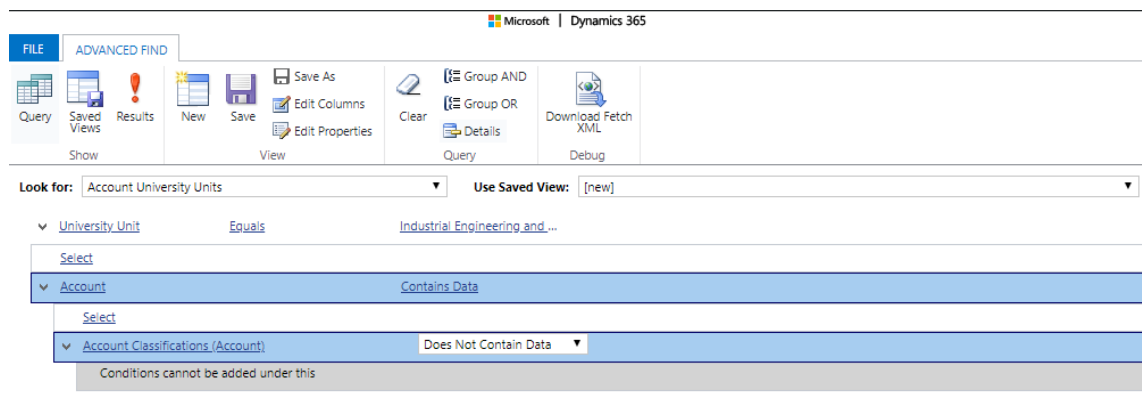 Microsoft | Dynamics 365
FILE
ADVANCED FIND
Query
Saved
Views
Results
New
Save
Save As
Edit Columns
Edit Properties
Clear
Group AND
Group OR
Details
Download Fetch
XML
Show
View
Query
Debug
Look for: Account University Units
Use Saved View: [new]
University Unit Equals Industrial Engineering and ...
Select
Account Contains Data
Select
Account Classifications (Account) Does Not Contain Data
Conditions cannot be added under this